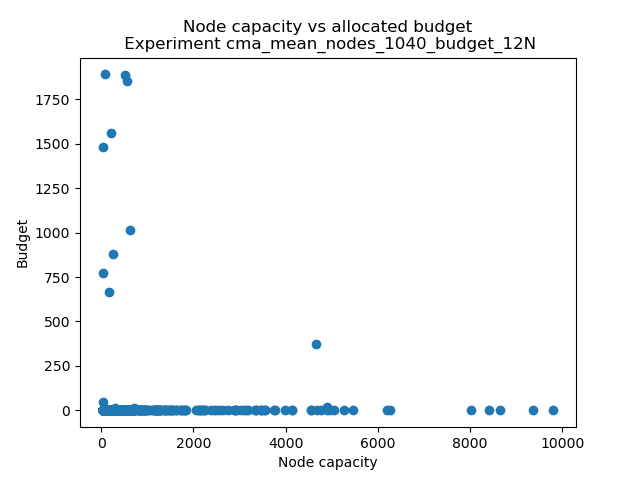 Node capacity vs allocated budget
Experiment cma_mean_nodes_1040_budget_12N
1750
1500
1250
1000
750
500
250
0
Budget
0 2000 4000 6000 8000 10000
Node capacity